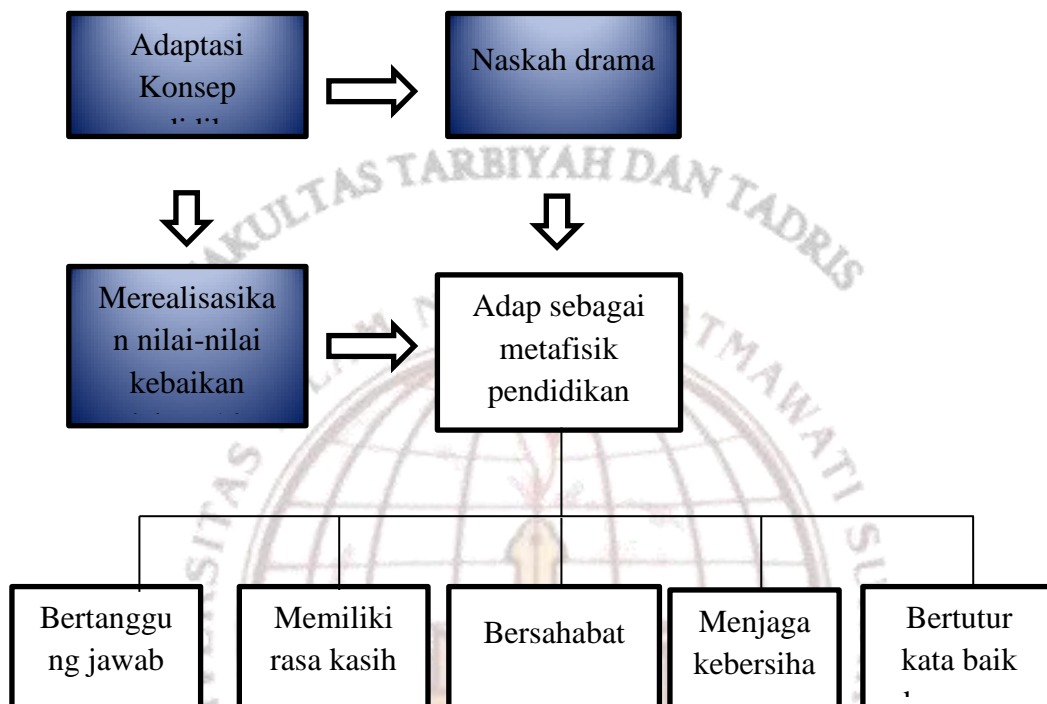 Adaptasi
Konsep
Naskah drama
FAKULTAS TARBIYAH DAN TADRIS
Merealisasika
n nilai-nilai
kebaikan
Adap sebagai
metafisik
pendidikan
Bertanggu
ng jawab
Memiliki
rasa kasih
Bersahabat
Menjaga
kebersiha
Bertutur
kata baik